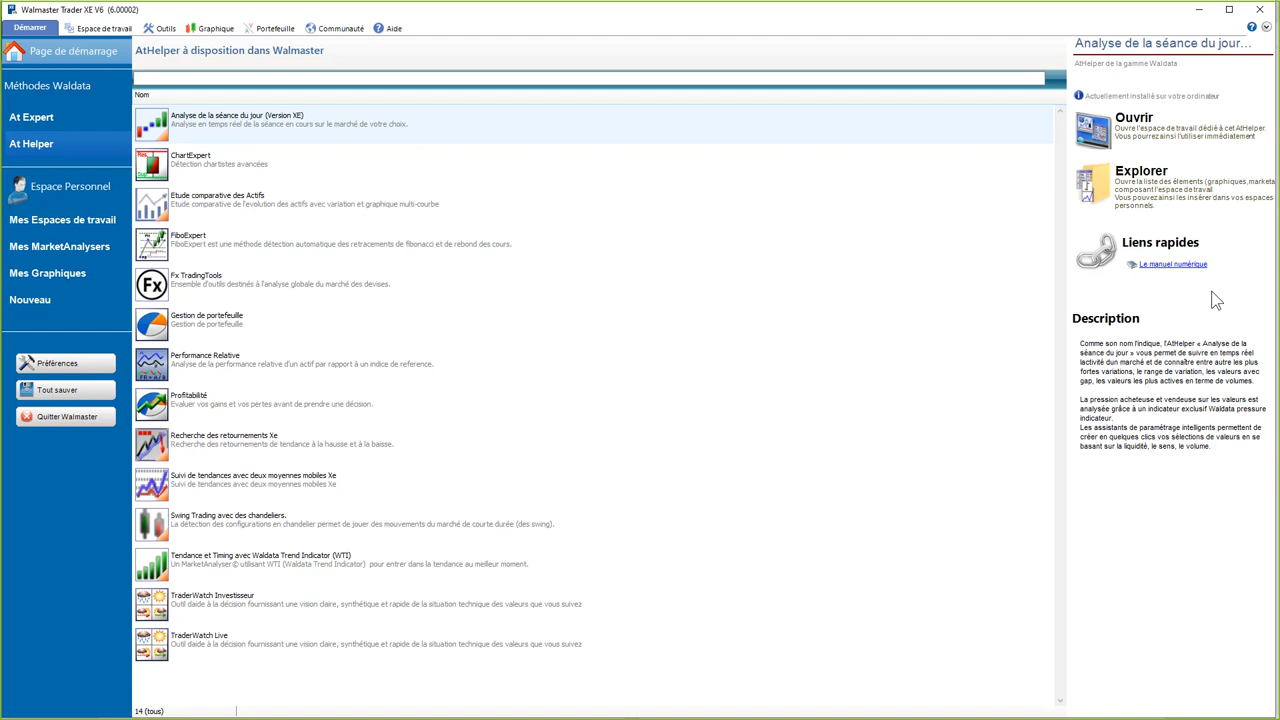 Walmaster Trader XE V6 (6.00002)
Démarrer
Espace de travail
Outils
Graphique
Portefeuille
Communauté
Aide
Page de démarrage
Méthodes Waldata
At Expert
At Helper
Espace Personnel
Mes Espaces de travail
Mes MarketAnalysers
Mes Graphiques
Nouveau
Préférences
Tout sauver
Quitter Walmaster
AtHelper à disposition dans Walmaster
Nom
Analyse de la séance du jour (Version XE)
Analyse en temps réel de la séance en cours sur le marché de votre choix.
ChartExpert
Détection chartistes avancées
Etude comparative des Actifs
Etude comparative de l'evolution des actifs avec variation et graphique multi-courbe
FiboExpert
FiboExpert est une méthode détection automatique des retracements de fibonacci et de rebond des cours.
Fx TradingTools
Ensemble d'outils destinés à l'analyse global du marché des devises.
Gestion de portefeuille
Gestion de portefeuille
Performance Relative
Analyse de la performance relative d'un actif par rapport à un indice de reference.
Profitabilité
Evaluer vos gains et vos pertes avant de prendre une décision.
Recherche des retournements Xe
Recherche des retournements de tendance à la hausse et à la baisse.
Suivi de tendances avec deux moyennes mobiles Xe
Suivi de tendances avec deux moyennes mobiles
Swing Trading avec des chandeliers.
La détection des configurations en chandelier permet de jouer des mouvements du marché de courte durée (des swing).
Tendance et Timing avec Waldata Trend Indicator (WTI)
Un MarketAnalyser© utilisant WTI (Waldata Trend Indicator) pour entrer dans la tendance au meilleur moment.
TraderWatch Investisseur
Outil daide à la décision fournissant une vision claire, synthétique et rapide de la situation technique des valeurs que vous suivez
TraderWatch Live
Outil daide à la décision fournissant une vision claire, synthétique et rapide de la situation technique des valeurs que vous suivez
14 (tous)
Analyse de la séance du jour...
AtHelper de la gamme Waldata
Actuellement installé sur votre ordinateur
Ouvrir
Ouvre l'espace de travail dédié à cet AtHelper.
Vous pourrez ainsi l'utiliser immédiatement
Explorer
Ouvre la liste des élements (graphiques, marketa
composant l'espace de travail
Vous pouvez ainsi les insérer dans vos espaces
personnels.
Liens rapides
Le manuel numérique
Description
Comme son nom l'indique, l'AtHelper « Analyse de la
séance du jour » vous permet de suivre en temps réel
lactivité dun marché et de connaître entre autre les plus
fortes variations, le range de variation, les valeurs avec
gap, les valeurs les plus actives en terme de volumes.
La pression acheteuse et vendeuse sur les valeurs est
analysée grâce à un indicateur exclusif Waldata pressure
indicateur.
Les assistants de paramétrage intelligents permettent de
créer en quelques clics vos sélections de valeurs en se
basant sur la liquidité, le sens, le volume.